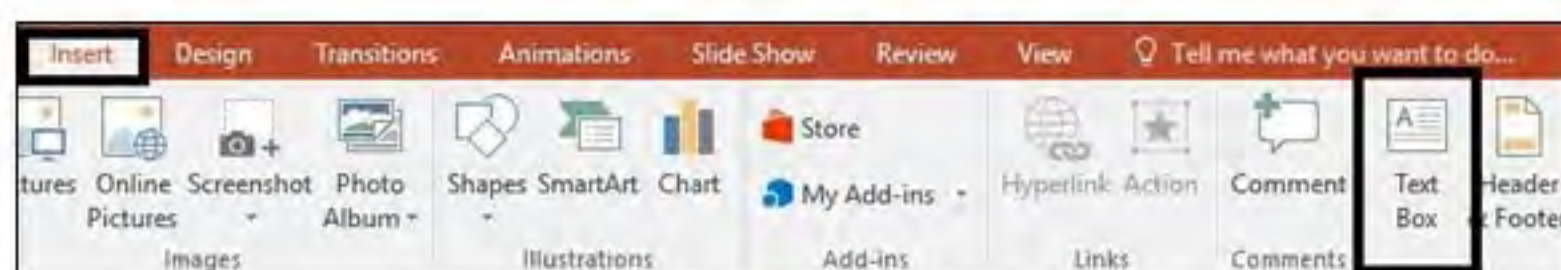 Insert Design Transitions Animations Slide Show Review View Tell me what you want to do...
Store
tures Online Screenshot Photo Shapes SmartArt Chart My Add-ins Hyperlink Action Comment Text Header
Pictures Album Box & Footer
Images Illustrations Add-ins Links Comments